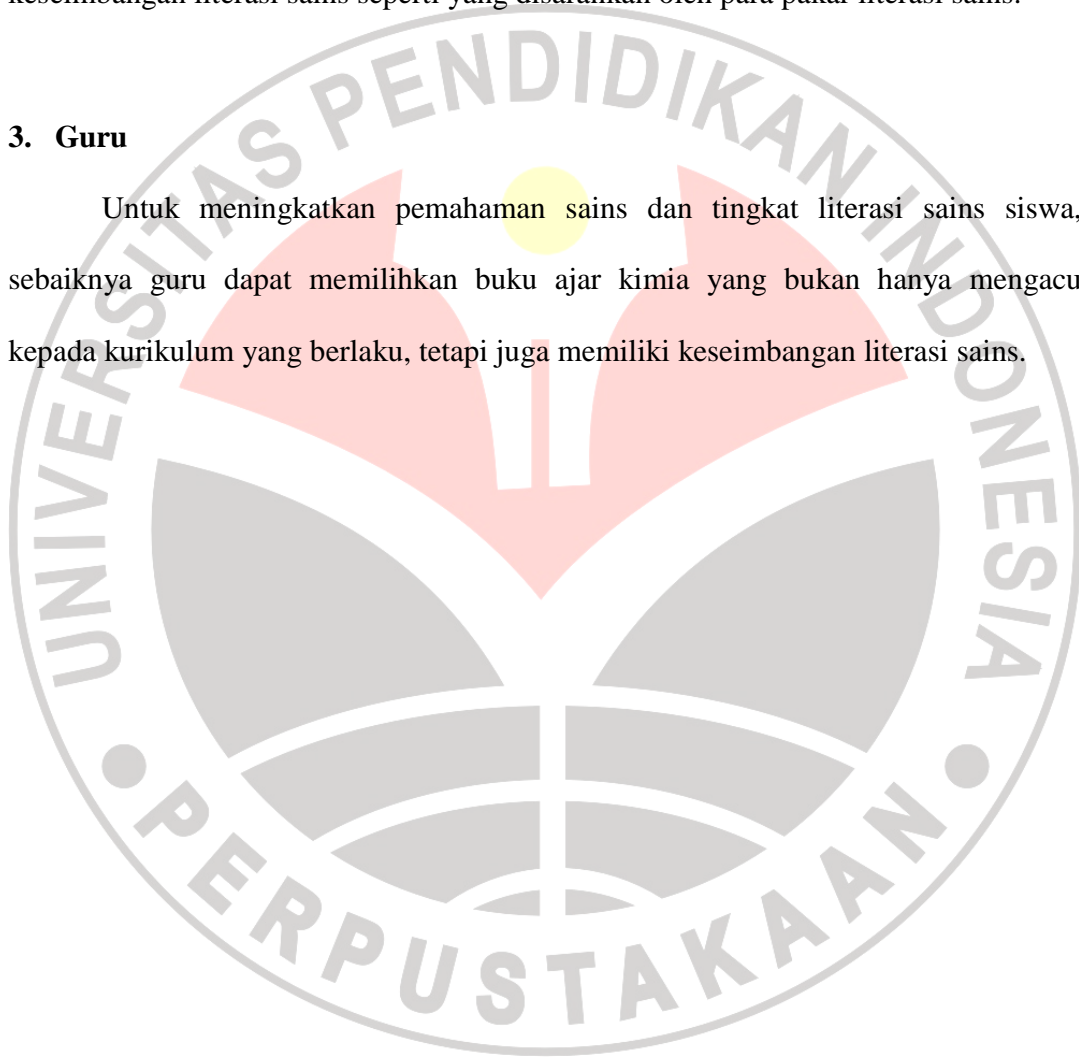 keseimbangan literasi sains seperti yang disarankan oleh para pakar literasi sains.
3. Guru
Untuk meningkatkan pemahaman sains dan tingkat literasi sains siswa,
sebaiknya guru dapat memilihkan buku ajar kimia yang bukan hanya mengacu
kepada kurikulum yang berlaku, tetapi juga memiliki keseimbangan literasi sains.
UNIVERSITAS PENDIDIKAN INDONESIA
PERPUSTAKAAN